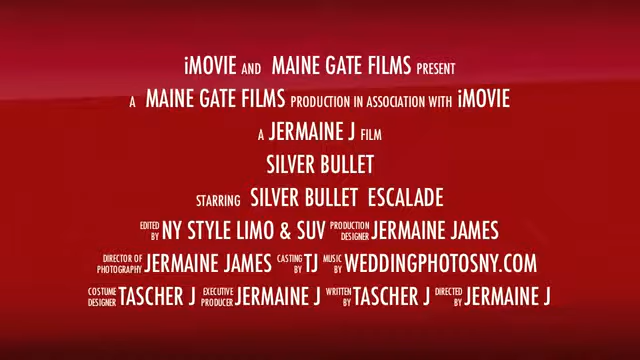 iMOVIE AND MAINE GATE FILMS PRESENT
A MAINE GATE FILMS PRODUCTION IN ASSOCIATION WITH iMOVIE
A JERMAINE J FILM
SILVER BULLET
STARRING SILVER BULLET ESCALADE
EDITED BY NY STYLE LIMO & SUV PRODUCTION DESIGNER JERMAINE JAMES
DIRECTOR OF PHOTOGRAPHY JERMAINE JAMES CASTING BY TJ MUSIC BY WEDDINGPHOTOSNY.COM
COSTUME DESIGNER TASCHER J EXECUTIVE PRODUCER JERMAINE J WRITTEN BY TASCHER J DIRECTED BY JERMAINE J